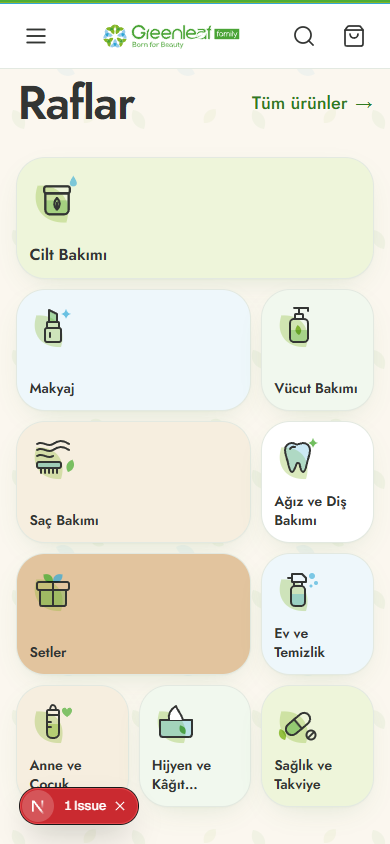 Greenleaf family
Born for Beauty
Raflar
Tüm ürünler →
Cilt Bakımı
Makyaj
Vücut Bakımı
Saç Bakımı
Ağız ve Diş
Bakımı
Setler
Ev ve
Temizlik
Anne ve
Çocuk
Hijyen ve
Kâğıt...
Sağlık ve
Takviye
N
1 Issue